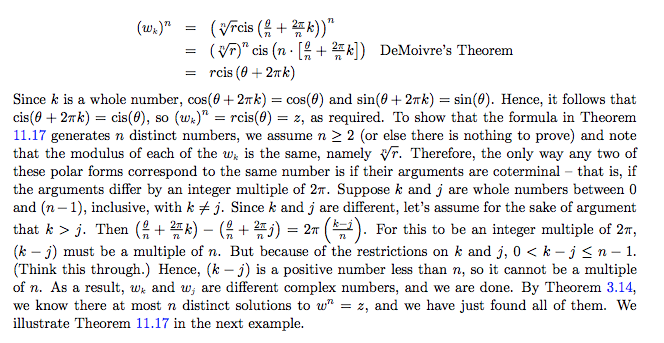 (wₖ)ⁿ = (ⁿ√r cis (θ/n + 2π/n k))ⁿ
= (ⁿ√r)ⁿ cis (n · [θ/n + 2π/n k]) DeMoivre's Theorem
= rcis (θ + 2πk)
Since k is a whole number, cos(θ + 2πk) = cos(θ) and sin(θ + 2πk) = sin(θ). Hence, it follows that
cis(θ + 2πk) = cis(θ), so (wₖ)ⁿ = rcis(θ) = z, as required. To show that the formula in Theorem
11.17 generates n distinct numbers, we assume n ≥ 2 (or else there is nothing to prove) and note
that the modulus of each of the wₖ is the same, namely ⁿ√r. Therefore, the only way any two of
these polar forms correspond to the same number is if their arguments are coterminal – that is, if
the arguments differ by an integer multiple of 2π. Suppose k and j are whole numbers between 0
and (n − 1), inclusive, with k ≠ j. Since k and j are different, let's assume for the sake of argument
that k > j. Then (θ/n + 2π/n k) − (θ/n + 2π/n j) = 2π ((k−j)/n). For this to be an integer multiple of 2π,
(k − j) must be a multiple of n. But because of the restrictions on k and j, 0 < k − j ≤ n − 1.
(Think this through.) Hence, (k − j) is a positive number less than n, so it cannot be a multiple
of n. As a result, wₖ and wⱼ are different complex numbers, and we are done. By Theorem 3.14,
we know there at most n distinct solutions to wⁿ = z, and we have just found all of them. We
illustrate Theorem 11.17 in the next example.